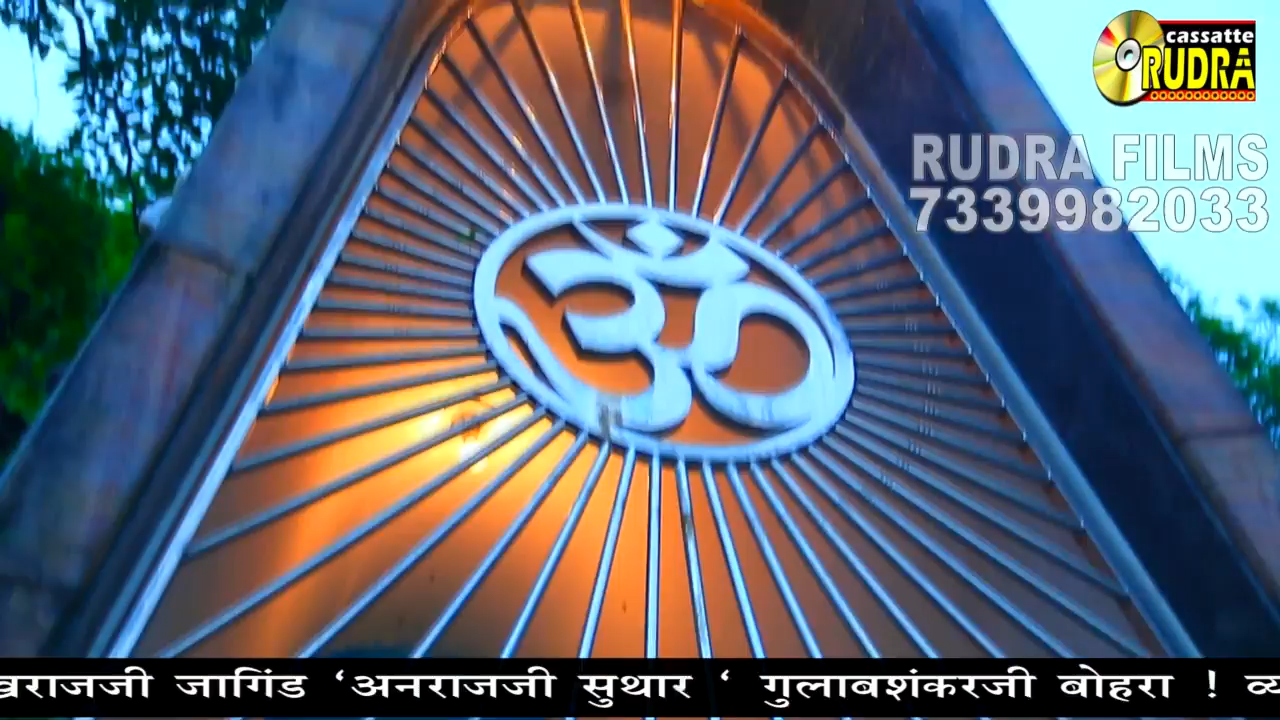 cassatte
RUDRA
RUDRA FILMS
7339982033
ॐ
जागिंड ‘अनराजजी सुथार ‘ गुलाबशंकरजी बोहरा !